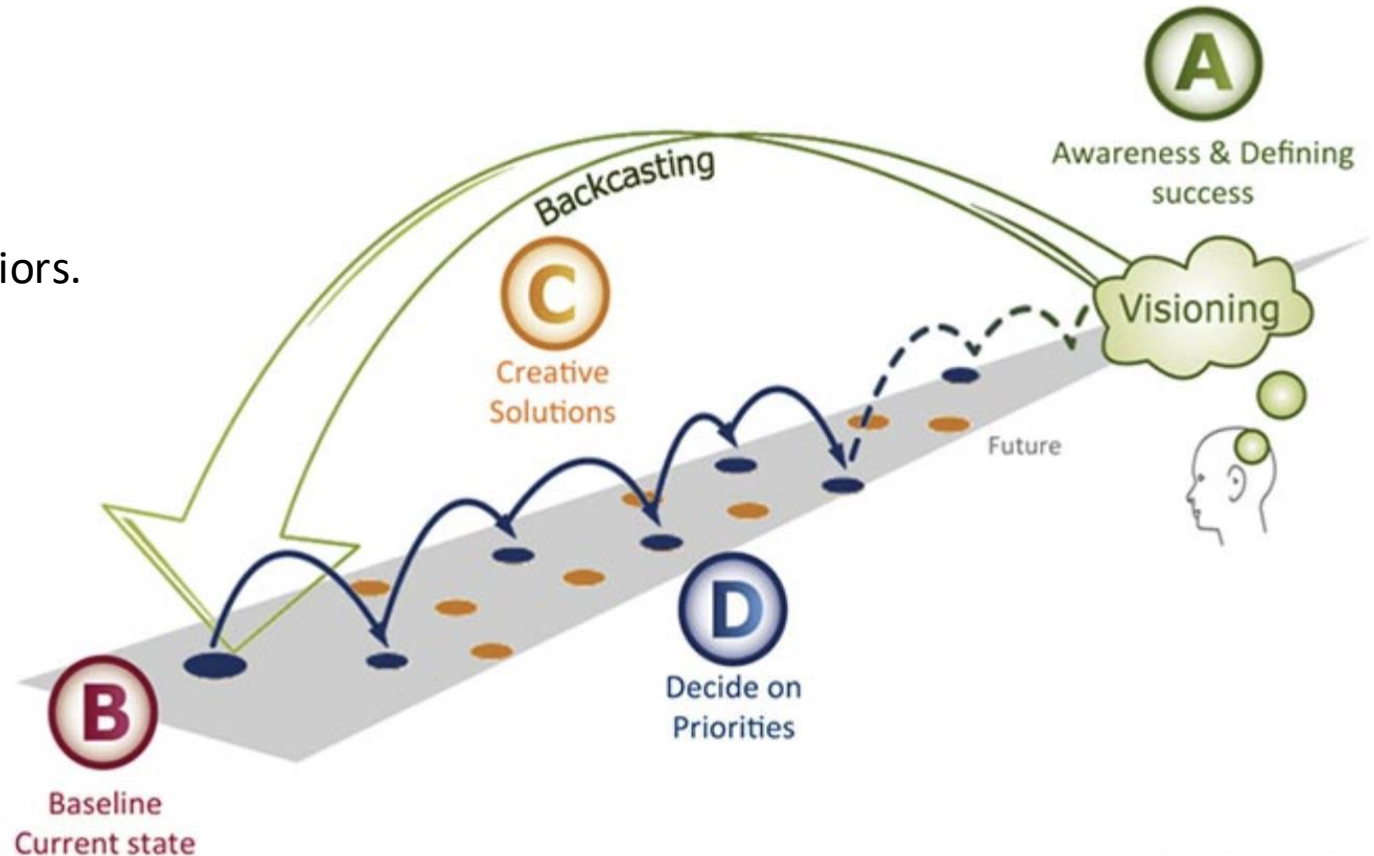 A
Awareness & Defining
success
Backcasting
iors.
C
Visioning
Creative
Solutions
Future
D
Decide on
Priorities
B
Baseline
Current state